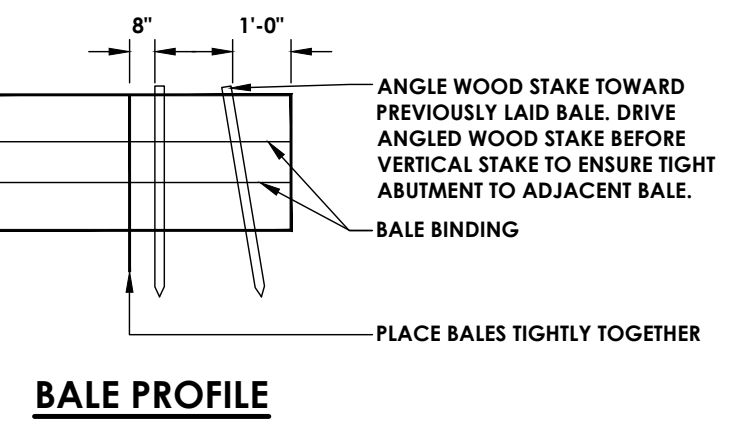 8" 1'-0"
ANGLE WOOD STAKE TOWARD
PREVIOUSLY LAID BALE. DRIVE
ANGLED WOOD STAKE BEFORE
VERTICAL STAKE TO ENSURE TIGHT
ABUTMENT TO ADJACENT BALE.
BALE BINDING
PLACE BALES TIGHTLY TOGETHER
BALE PROFILE